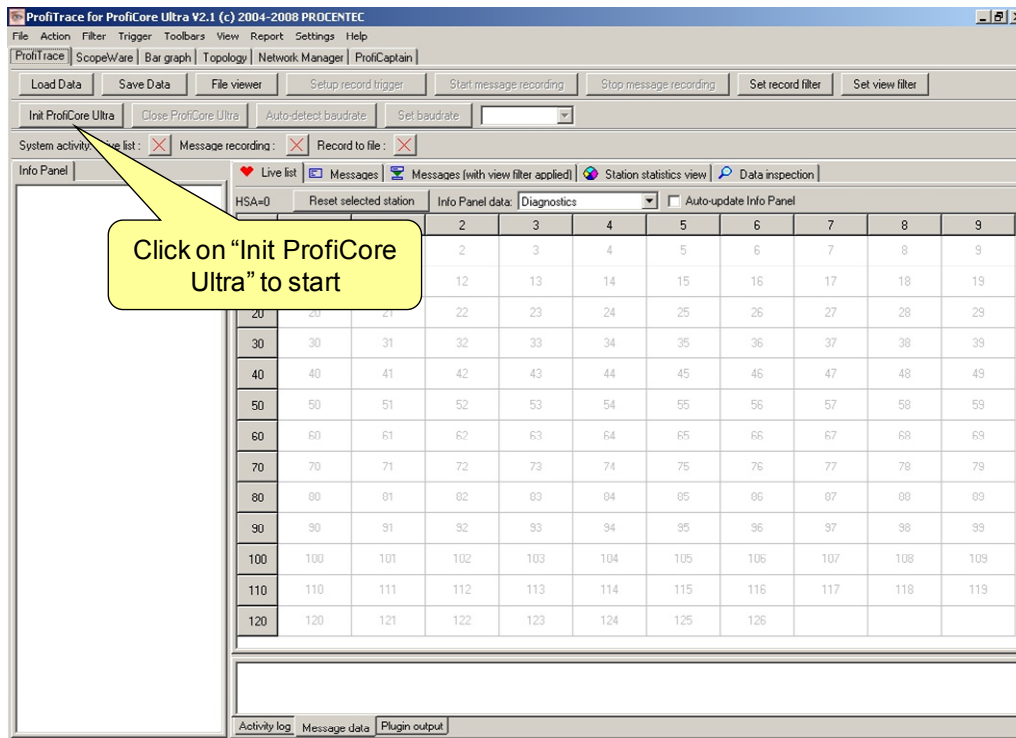 ProfiTrace for ProfiCore Ultra V2.1 (c) 2004-2008 PROCENTEC
File Action Filter Trigger Toolbars View Report Settings Help
ProfiTrace ScopeWare Bar graph Topology Network Manager ProfiCaptain
Load Data Save Data File viewer Setup record trigger Start message recording Stop message recording Set record filter Set view filter
Init ProfiCore Ultra Close ProfiCore Ultra Auto-detect baudrate Set baudrate
System activity: list : Message recording : Record to file :
Info Panel Live list Messages Messages (with view filter applied) Station statistics view Data inspection
HSA=0 Reset selected station Info Panel data: Diagnostics Auto-update Info Panel
2 3 4 5 6 7 8 9
Click on “Init ProfiCore
Ultra” to start
2 3 4 5 6 7 8 9
12 13 14 15 16 17 18 19
20 20 21 22 23 24 25 26 27 28 29
30 30 31 32 33 34 35 36 37 38 39
40 40 41 42 43 44 45 46 47 48 49
50 50 51 52 53 54 55 56 57 58 59
60 60 61 62 63 64 65 66 67 68 69
70 70 71 72 73 74 75 76 77 78 79
80 80 81 82 83 84 85 86 87 88 89
90 90 91 92 93 94 95 96 97 98 99
100 100 101 102 103 104 105 106 107 108 109
110 110 111 112 113 114 115 116 117 118 119
120 120 121 122 123 124 125 126
Activity log Message data Plugin output